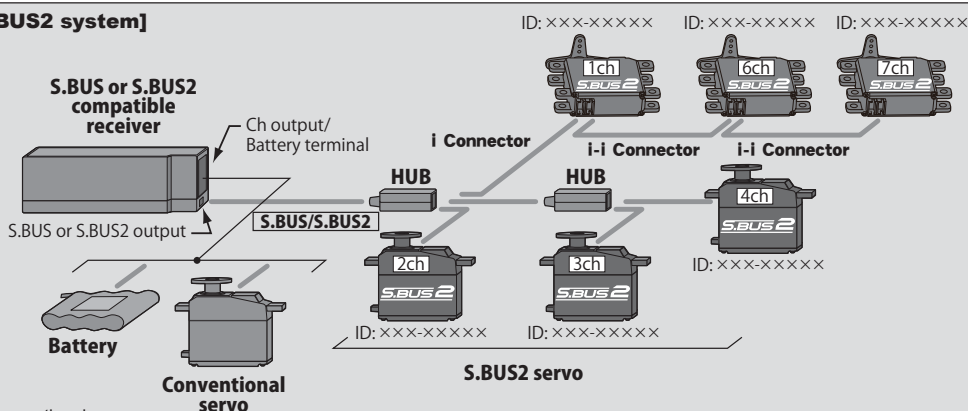 BUS2 system]
ID: ×××-×××××
ID: ×××-×××××
ID: ×××-×××××
1ch
S.BUS2
6ch
S.BUS2
7ch
S.BUS2
S.BUS or S.BUS2
compatible
receiver
Ch output/
Battery terminal
i Connector
i-i Connector
i-i Connector
HUB
HUB
4ch
S.BUS2
ID: ×××-×××××
S.BUS/S.BUS2
S.BUS or S.BUS2 output
2ch
S.BUS2
ID: ×××-×××××
3ch
S.BUS2
ID: ×××-×××××
Battery
Conventional
servo
S.BUS2 servo